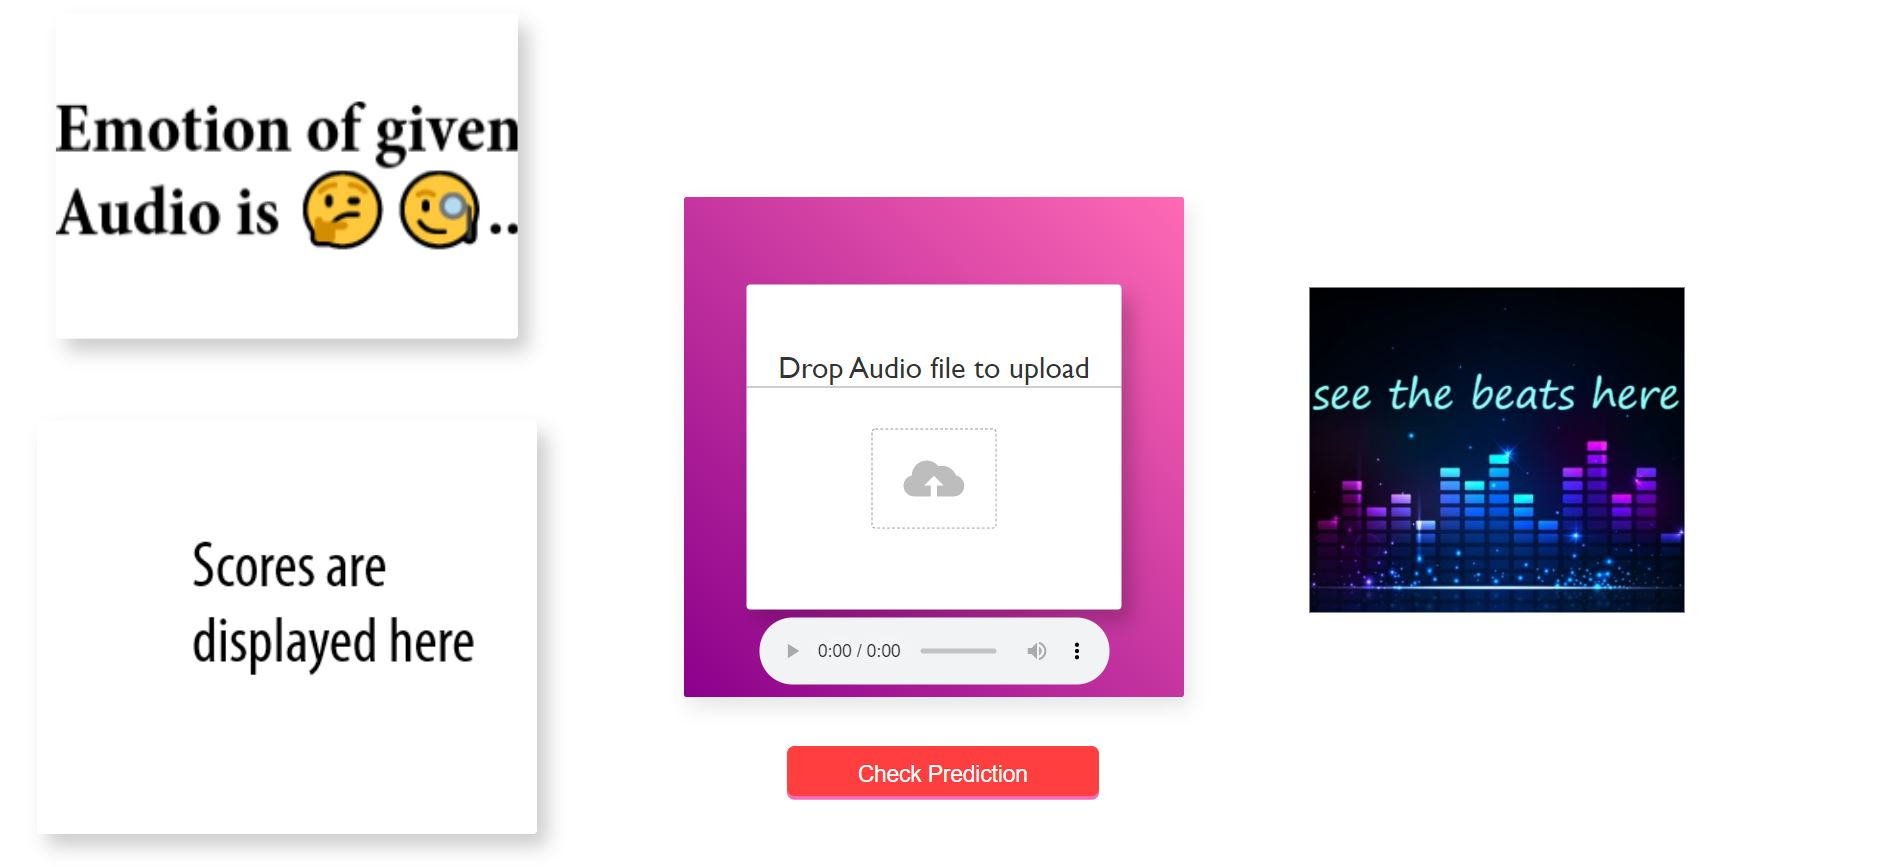 Emotion of given
Audio is 🤔 🧐..
Scores are
displayed here
Drop Audio file to upload
0:00 / 0:00
Check Prediction
see the beats here